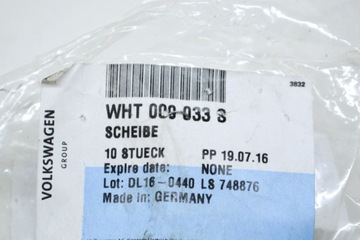 3832
VOLKSWAGEN
GROUP
WHT 000 033 S
SCHEIBE
10 STUECK PP 19.07.16
Expire date: NONE
Lot: DL16-0440 LS 748876
Made in: GERMANY